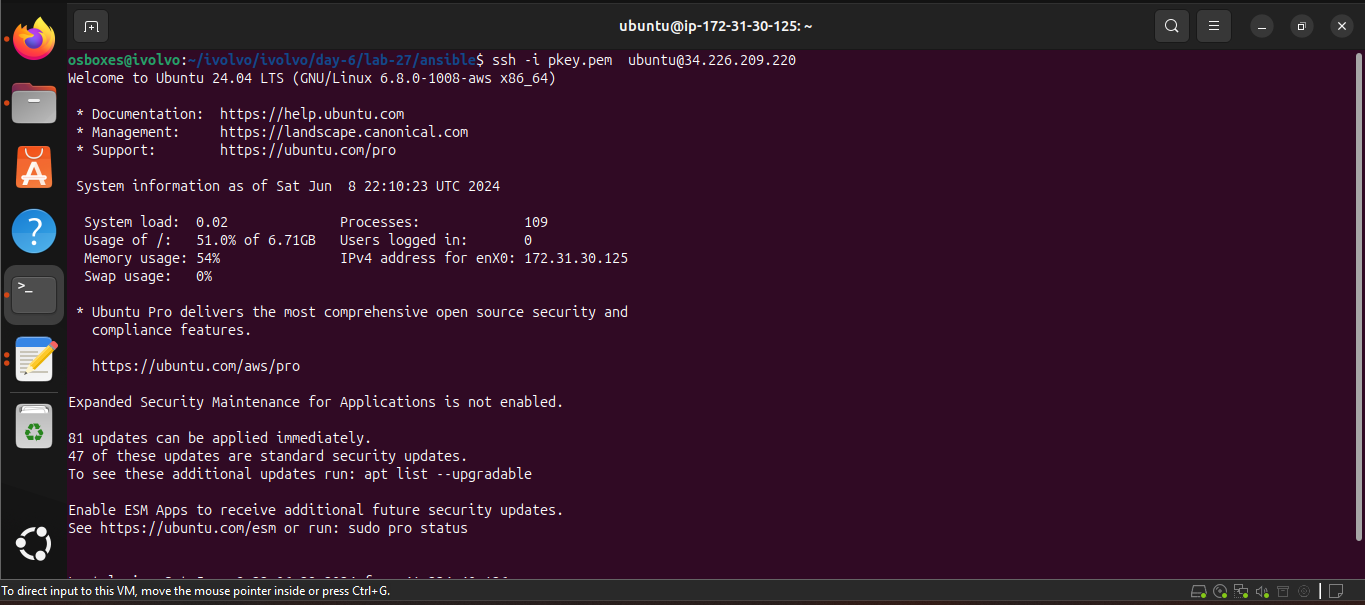 ubuntu@ip-172-31-30-125: ~
osboxes@ivolvo:~/ivolvo/ivolvo/day-6/lab-27/ansible$ ssh -i pkey.pem  ubuntu@34.226.209.220
Welcome to Ubuntu 24.04 LTS (GNU/Linux 6.8.0-1008-aws x86_64)
* Documentation:  https://help.ubuntu.com
* Management:     https://landscape.canonical.com
* Support:        https://ubuntu.com/pro
System information as of Sat Jun  8 22:10:23 UTC 2024
System load:  0.02              Processes:             109
Usage of /:   51.0% of 6.71GB   Users logged in:       0
Memory usage: 54%               IPv4 address for enX0: 172.31.30.125
Swap usage:   0%
* Ubuntu Pro delivers the most comprehensive open source security and
compliance features.
https://ubuntu.com/aws/pro
Expanded Security Maintenance for Applications is not enabled.
81 updates can be applied immediately.
47 of these updates are standard security updates.
To see these additional updates run: apt list --upgradable
Enable ESM Apps to receive additional future security updates.
See https://ubuntu.com/esm or run: sudo pro status
To direct input to this VM, move the mouse pointer inside or press Ctrl+G.